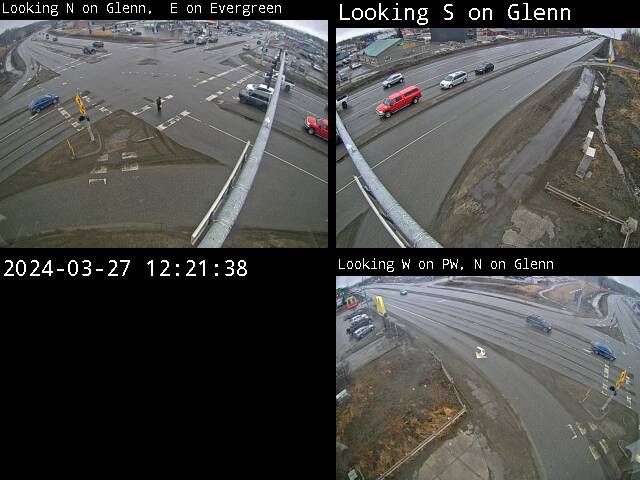 Looking N on Glenn,  E on Evergreen
Looking S on Glenn
2024-03-27 12:21:38
Looking W on PW, N on Glenn